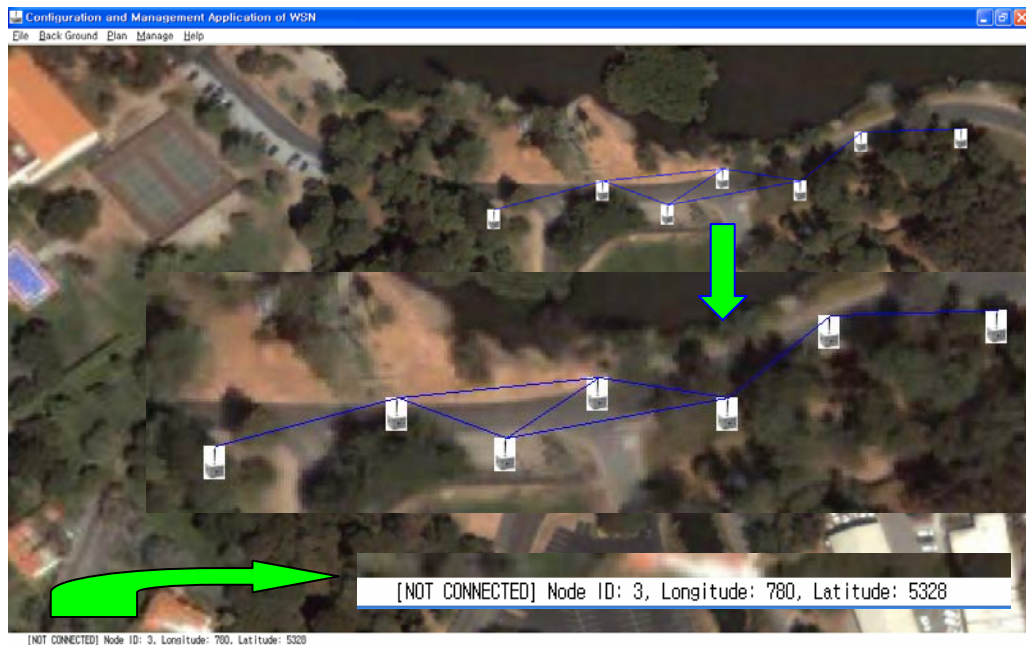 Configuration and Management Application of WSN
File Back Ground Plan Manage Help
[NOT CONNECTED] Node ID: 3, Longitude: 780, Latitude: 5328
[NOT CONNECTED] Node ID: 3, Longitude: 780, Latitude: 5328